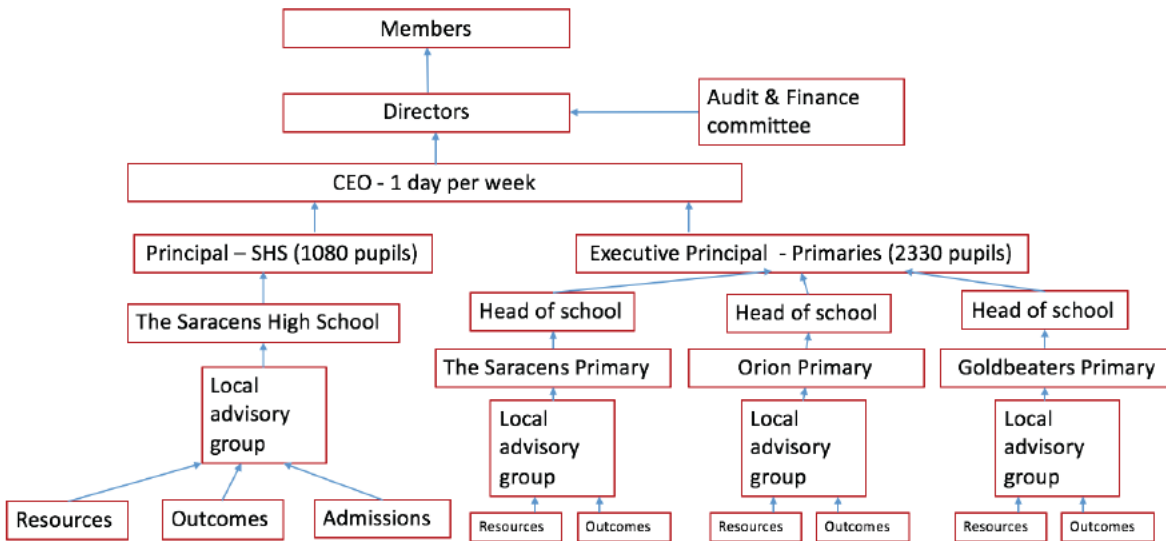 Members
Directors
Audit & Finance
committee
CEO - 1 day per week
Principal – SHS (1080 pupils)
Executive Principal - Primaries (2330 pupils)
Head of school
Head of school
Head of school
The Saracens High School
The Saracens Primary
Orion Primary
Goldbeaters Primary
Local
advisory
group
Local
advisory
group
Local
advisory
group
Local
advisory
group
Resources
Outcomes
Admissions
Resources
Outcomes
Resources
Outcomes
Resources
Outcomes